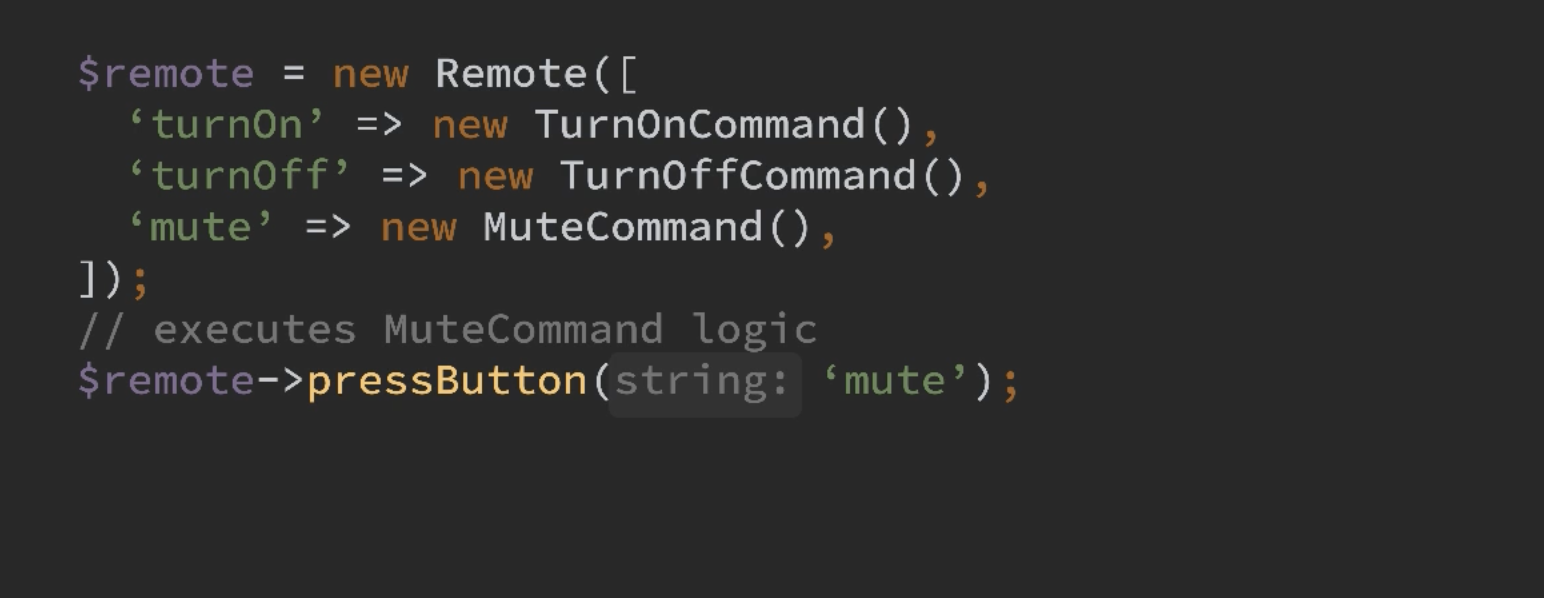 $remote = new Remote([
‘turnOn’ => new TurnOnCommand(),
‘turnOff’ => new TurnOffCommand(),
‘mute’ => new MuteCommand(),
]);
// executes MuteCommand logic
$remote->pressButton(string: ‘mute’);